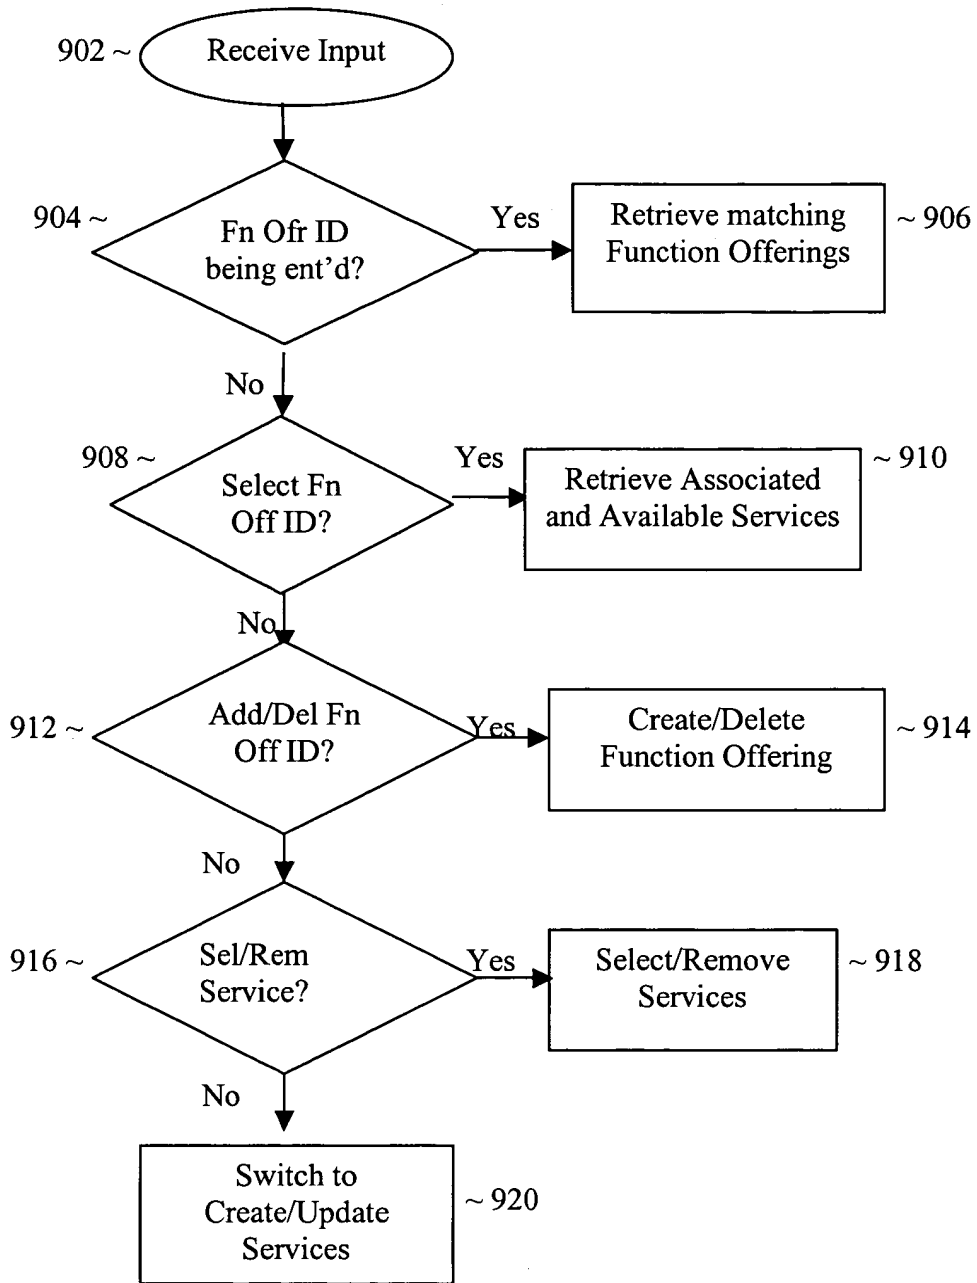 902 ~
Receive Input
904 ~
Fn Ofr ID
being ent'd?
Yes
Retrieve matching
Function Offerings
~ 906
No
908 ~
Select Fn
Off ID?
Yes
Retrieve Associated
and Available Services
~ 910
No
912 ~
Add/Del Fn
Off ID?
Yes
Create/Delete
Function Offering
~ 914
No
916 ~
Sel/Rem
Service?
Yes
Select/Remove
Services
~ 918
No
Switch to
Create/Update
Services
~ 920